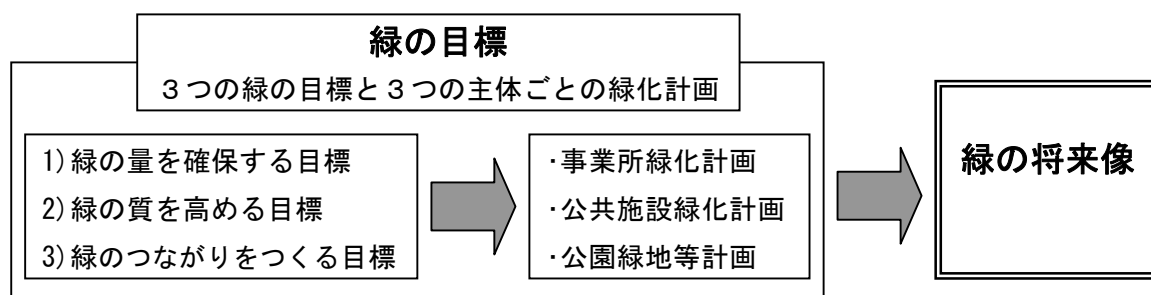 緑の目標
３つの緑の目標と３つの主体ごとの緑化計画
1)緑の量を確保する目標
2)緑の質を高める目標
3)緑のつながりをつくる目標
・事業所緑化計画
・公共施設緑化計画
・公園緑地等計画
緑の将来像